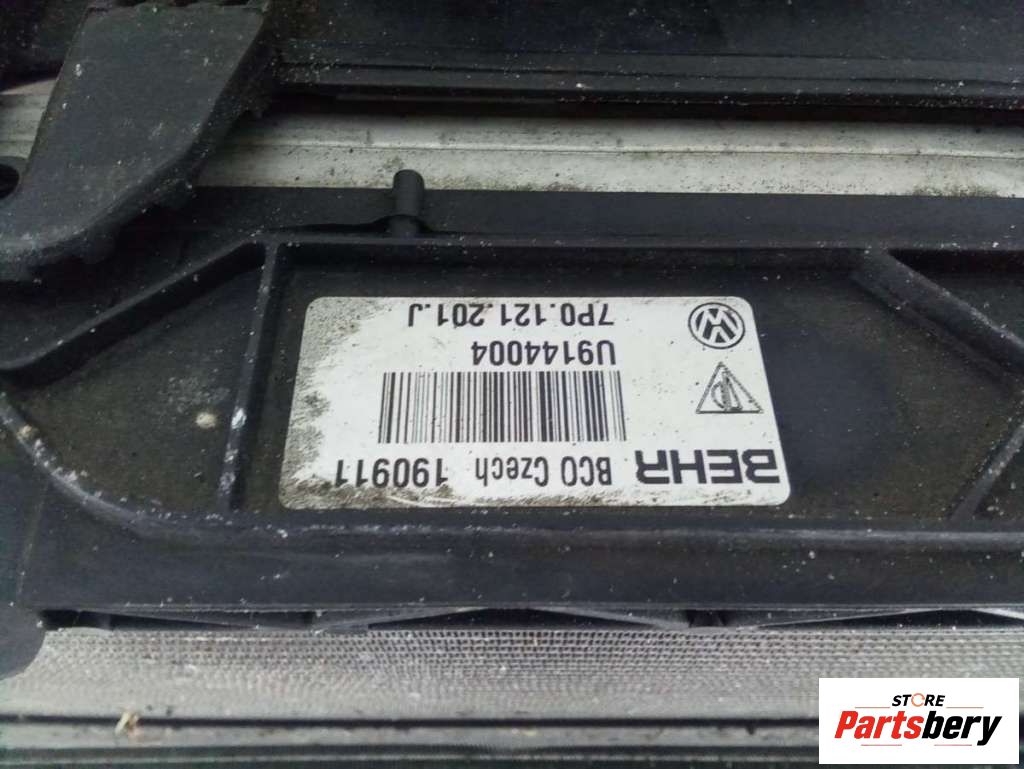 BEHR BCO Czech 190911
U9144004
7P0.121.201.J
STORE
Partsbery